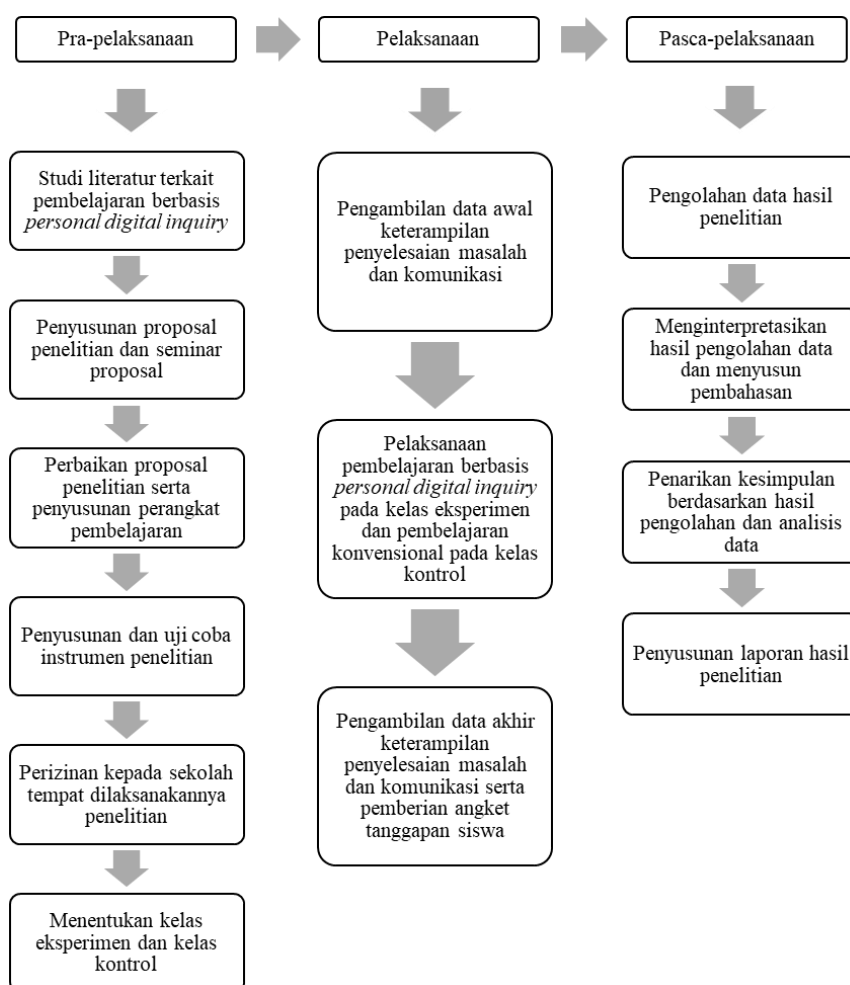 Pra-pelaksanaan
Pelaksanaan
Pasca-pelaksanaan
Studi literatur terkait
pembelajaran berbasis
personal digital inquiry
Penyusunan proposal
penelitian dan seminar
proposal
Perbaikan proposal
penelitian serta
penyusunan perangkat
pembelajaran
Penyusunan dan uji coba
instrumen penelitian
Perizinan kepada sekolah
tempat dilaksanakannya
penelitian
Menentukan kelas
eksperimen dan kelas
kontrol
Pengambilan data awal
keterampilan
penyelesaian masalah
dan komunikasi
Pelaksanaan
pembelajaran berbasis
personal digital inquiry
pada kelas eksperimen
dan pembelajaran
konvensional pada kelas
kontrol
Pengambilan data akhir
keterampilan
penyelesaian masalah
dan komunikasi serta
pemberian angket
tanggapan siswa
Pengolahan data hasil
penelitian
Menginterpretasikan
hasil pengolahan data
dan menyusun
pembahasan
Penarikan kesimpulan
berdasarkan hasil
pengolahan dan analisis
data
Penyusunan laporan hasil
penelitian